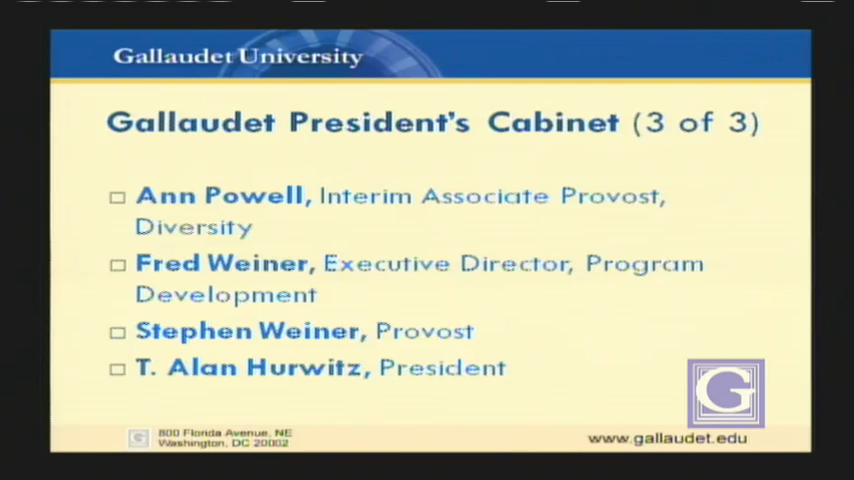 Gallaudet University
Gallaudet President's Cabinet (3 of 3)
Ann Powell, Interim Associate Provost,
Diversity
Fred Weiner, Executive Director, Program
Development
Stephen Weiner, Provost
T. Alan Hurwitz, President
G
G
800 Florida Avenue, NE
Washington, DC 20002
www.gallaudet.edu